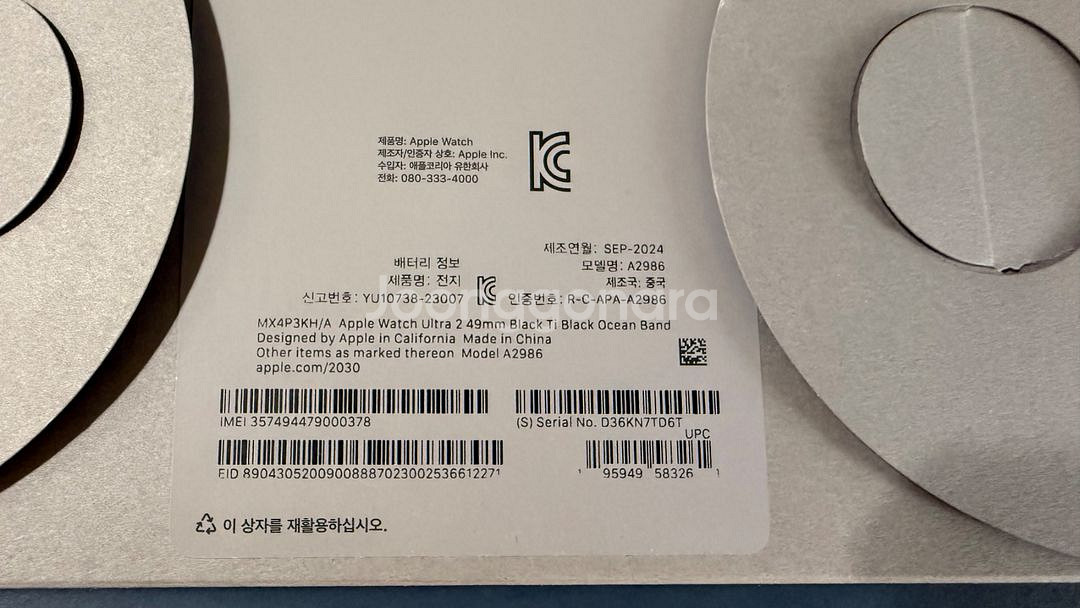 제품명: Apple Watch
제조자/인증자 상호: Apple Inc.
수입자: 애플코리아 유한회사
전화: 080-333-4000
제조연월: SEP-2024
배터리 정보
모델명: A2986
제품명: 전지
제조국: 중국
신고번호: YU10738-23007
인증번호: R-C-APA-A2986
Joonggonara
MX4P3KH/A Apple Watch Ultra 2 49mm Black Ti Black Ocean Band
Designed by Apple in California Made in China
Other items as marked thereon Model A2986
apple.com/2030
IMEI 357494479000378
(S) Serial No. D36KN7TD6T
UPC
EID 89043052009008887023002536612271
1 95949 58326 1
이 상자를 재활용하십시오.